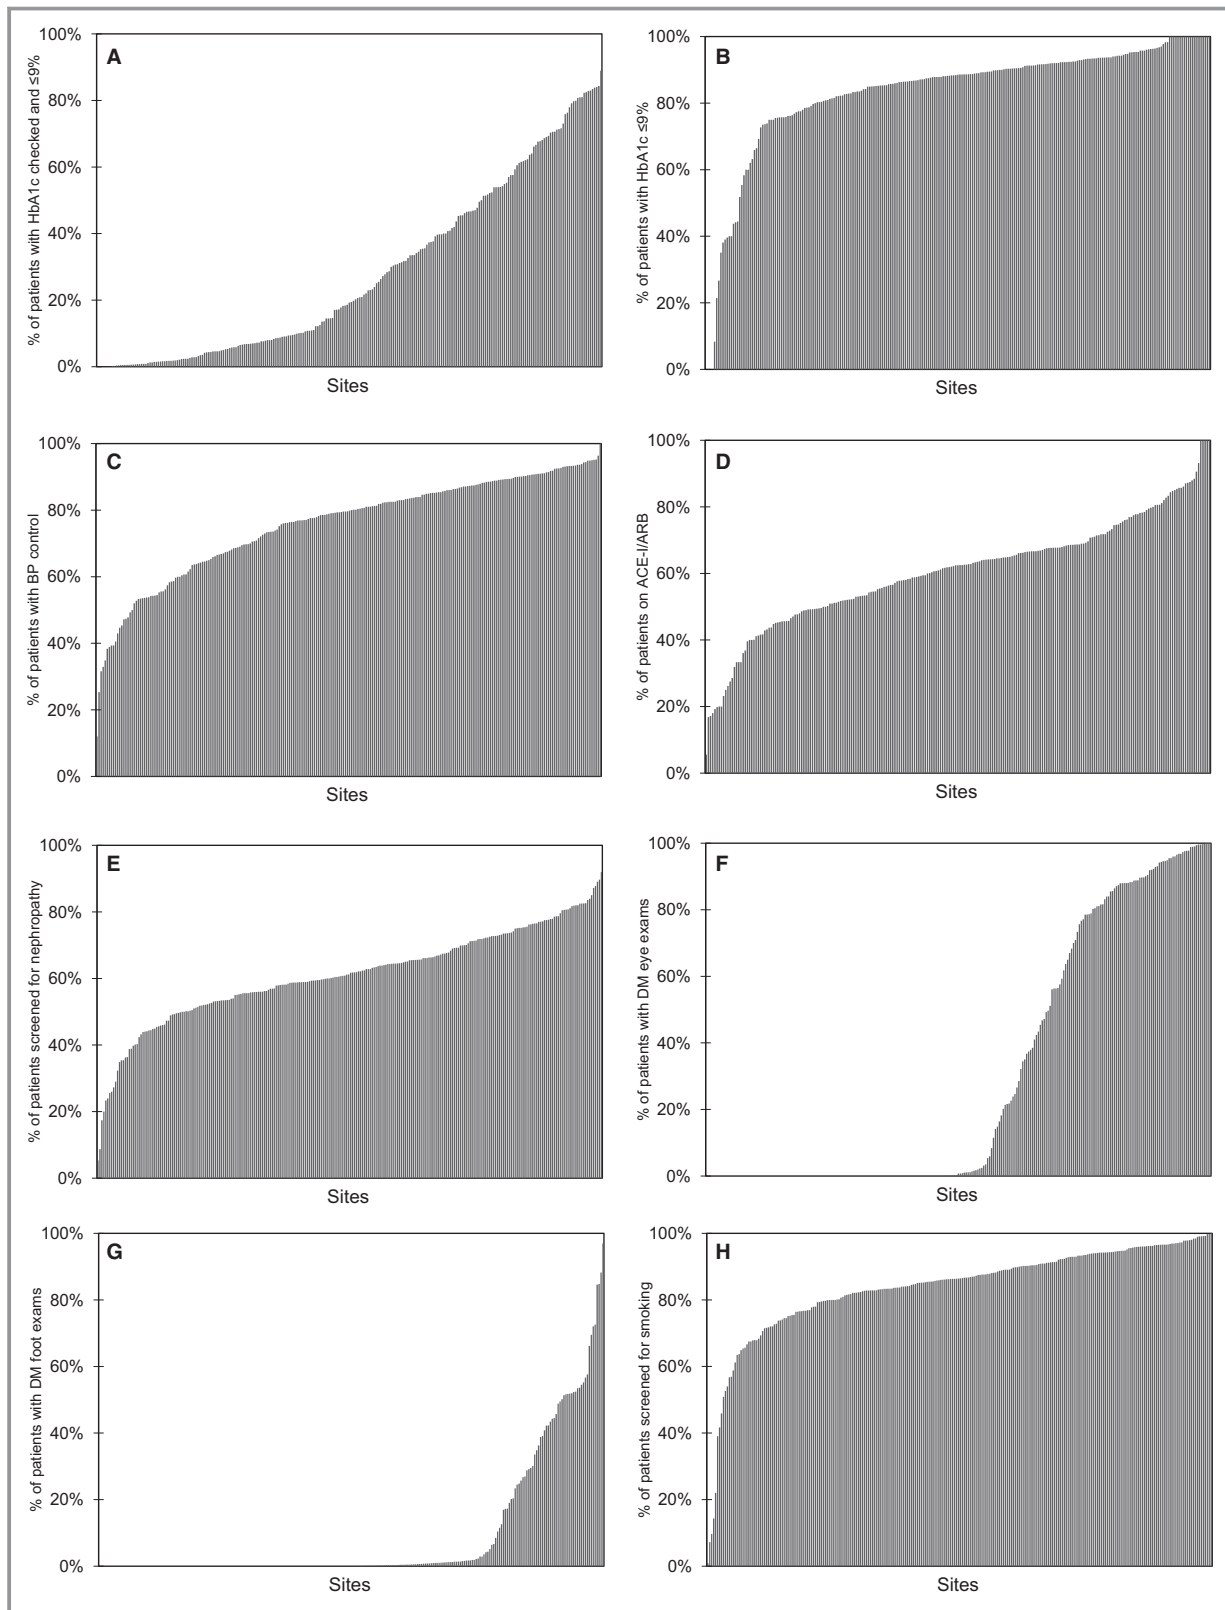 A
% of patients with HbA1c checked and ≤9%
100%
80%
60%
40%
20%
0%
Sites
B
% of patients with HbA1c ≤9%
100%
80%
60%
40%
20%
0%
Sites
C
% of patients with BP control
100%
80%
60%
40%
20%
0%
Sites
D
% of patients on ACE-I/ARB
100%
80%
60%
40%
20%
0%
Sites
E
% of patients screened for nephropathy
100%
80%
60%
40%
20%
0%
Sites
F
% of patients with DM eye exams
100%
80%
60%
40%
20%
0%
Sites
G
% of patients with DM foot exams
100%
80%
60%
40%
20%
0%
Sites
H
% of patients screened for smoking
100%
80%
60%
40%
20%
0%
Sites